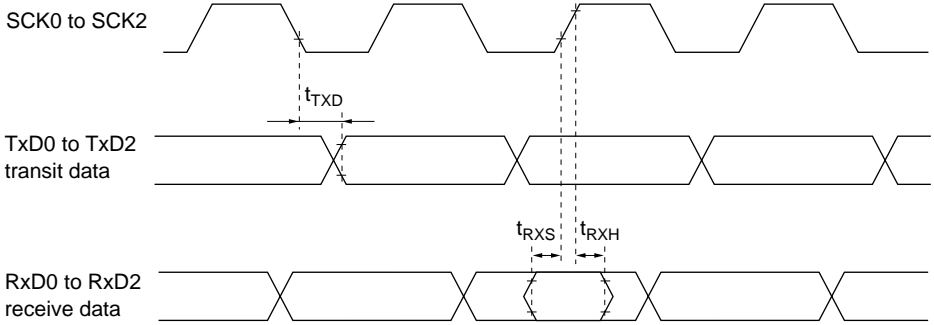 SCK0 to SCK2
tTXD
TxD0 to TxD2
transit data
tRXS
tRXH
RxD0 to RxD2
receive data